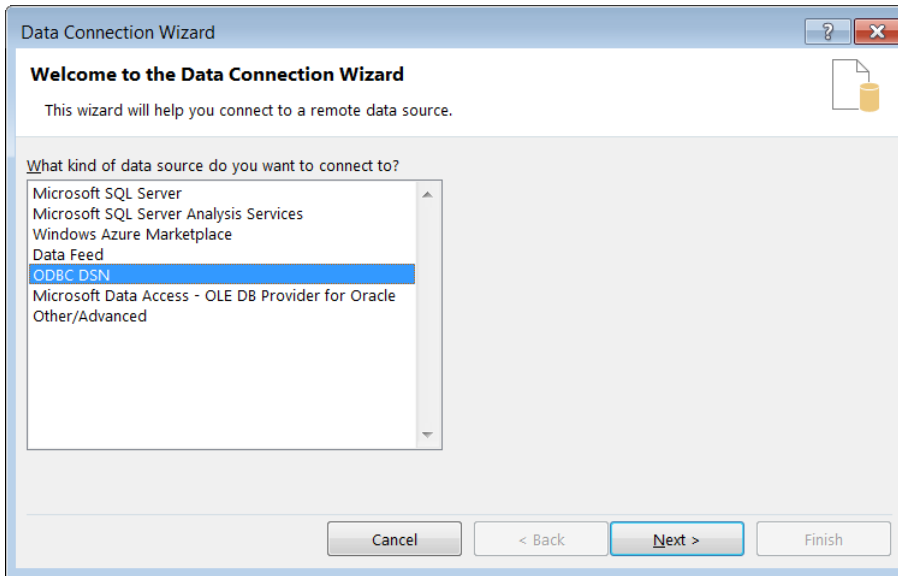 Data Connection Wizard
?
Welcome to the Data Connection Wizard
This wizard will help you connect to a remote data source.
What kind of data source do you want to connect to?
Microsoft SQL Server
Microsoft SQL Server Analysis Services
Windows Azure Marketplace
Data Feed
ODBC DSN
Microsoft Data Access - OLE DB Provider for Oracle
Other/Advanced
Cancel < Back Next > Finish